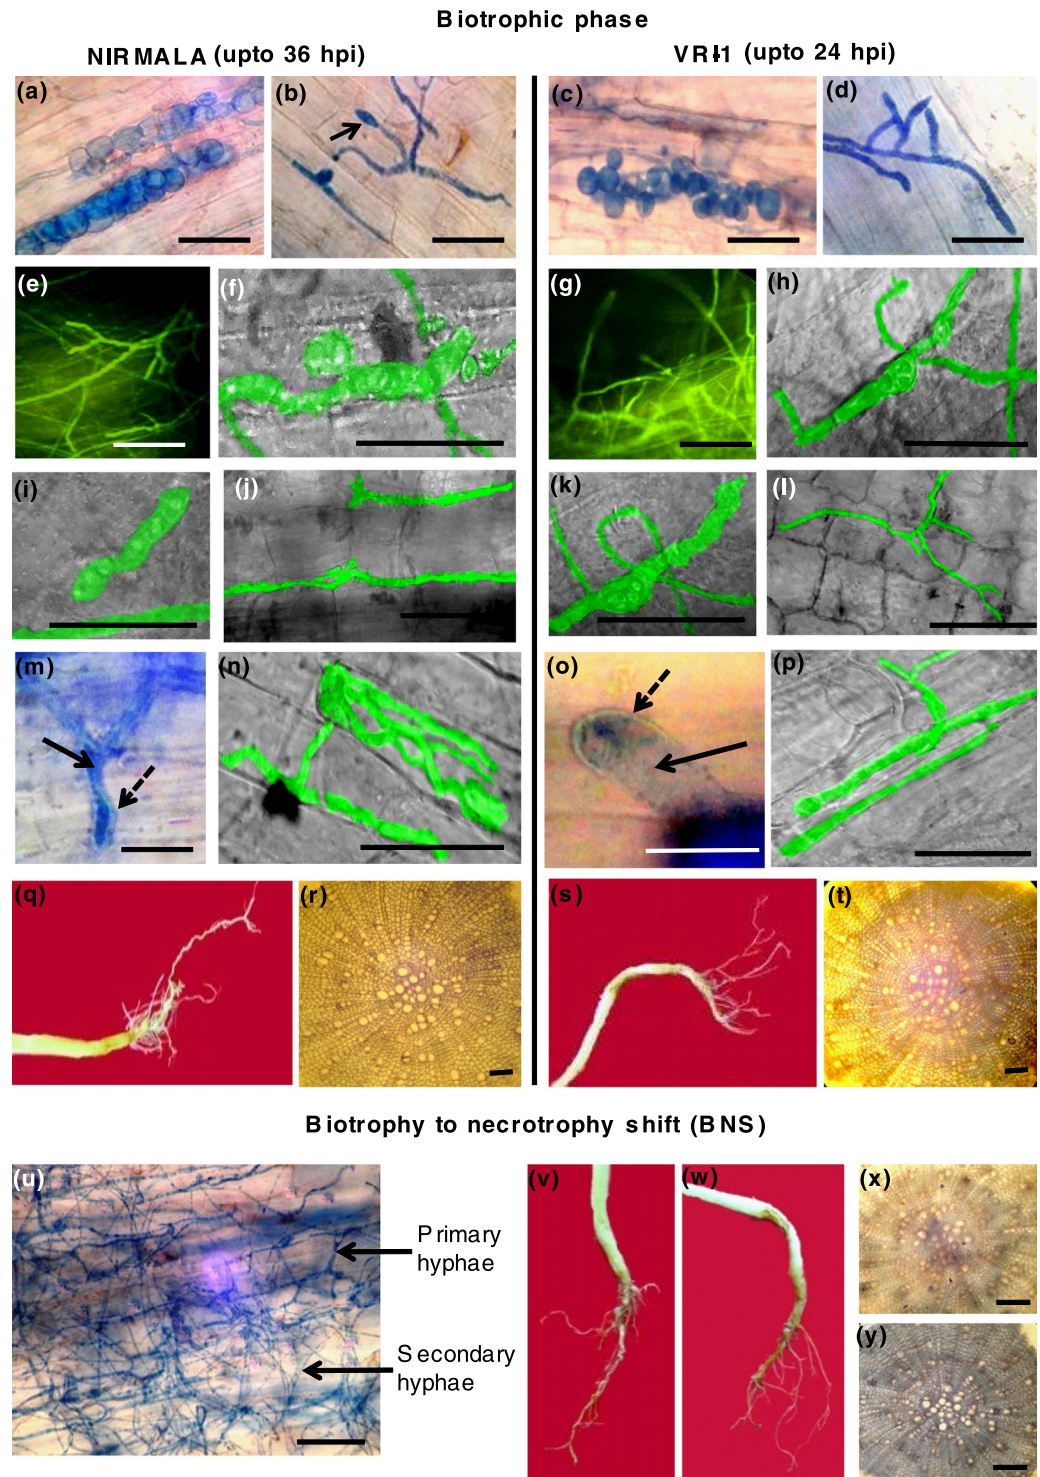 Biotrophic phase
NIRMALA (upto 36 hpi)
VRI-1 (upto 24 hpi)
(a)
(b)
(c)
(d)
(e)
(f)
(g)
(h)
(i)
(j)
(k)
(l)
(m)
(n)
(o)
(p)
(q)
(r)
(s)
(t)
Biotrophy to necrotrophy shift (BNS)
(u)
Primary
hyphae
Secondary
hyphae
(v)
(w)
(x)
(y)